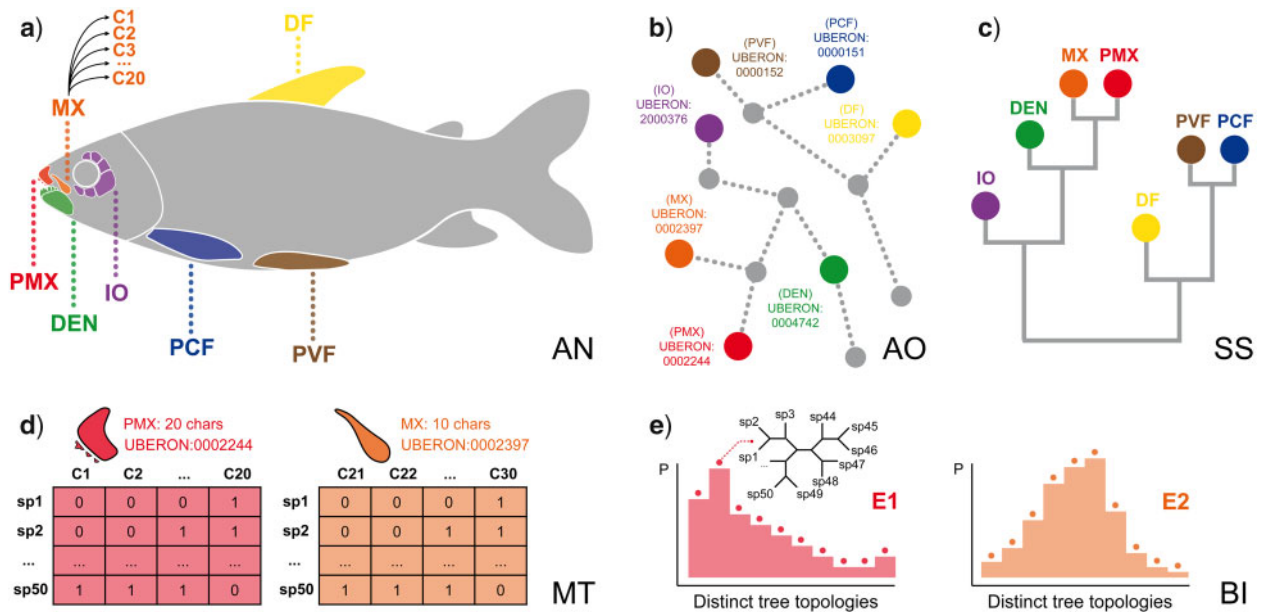 a)
C1
C2
C3
...
C20
MX
DF
PMX
DEN
IO
PCF
PVF
AN
b)
(PVF)
UBERON:
0000152
(PCF)
UBERON:
0000151
(IO)
UBERON:
2000376
(DF)
UBERON:
0003097
(MX)
UBERON:
0002397
(DEN)
UBERON:
0004742
(PMX)
UBERON:
0002244
AO
c)
MX PMX
DEN
PVF PCF
IO
DF
SS
d)
PMX: 20 chars
UBERON:0002244
C1 C2 ... C20
sp1 0 0 0 1
sp2 0 0 1 1
... ... ... ... ...
sp50 1 1 1 0
MX: 10 chars
UBERON:0002397
C21 C22 ... C30
sp1 0 0 0 1
sp2 0 0 1 1
... ... ... ... ...
sp50 1 1 1 0
MT
e)
P
sp2
sp3
sp44
sp45
sp1
sp46
...
sp47
sp50
sp49
sp48
E1
Distinct tree topologies
P
E2
Distinct tree topologies
BI